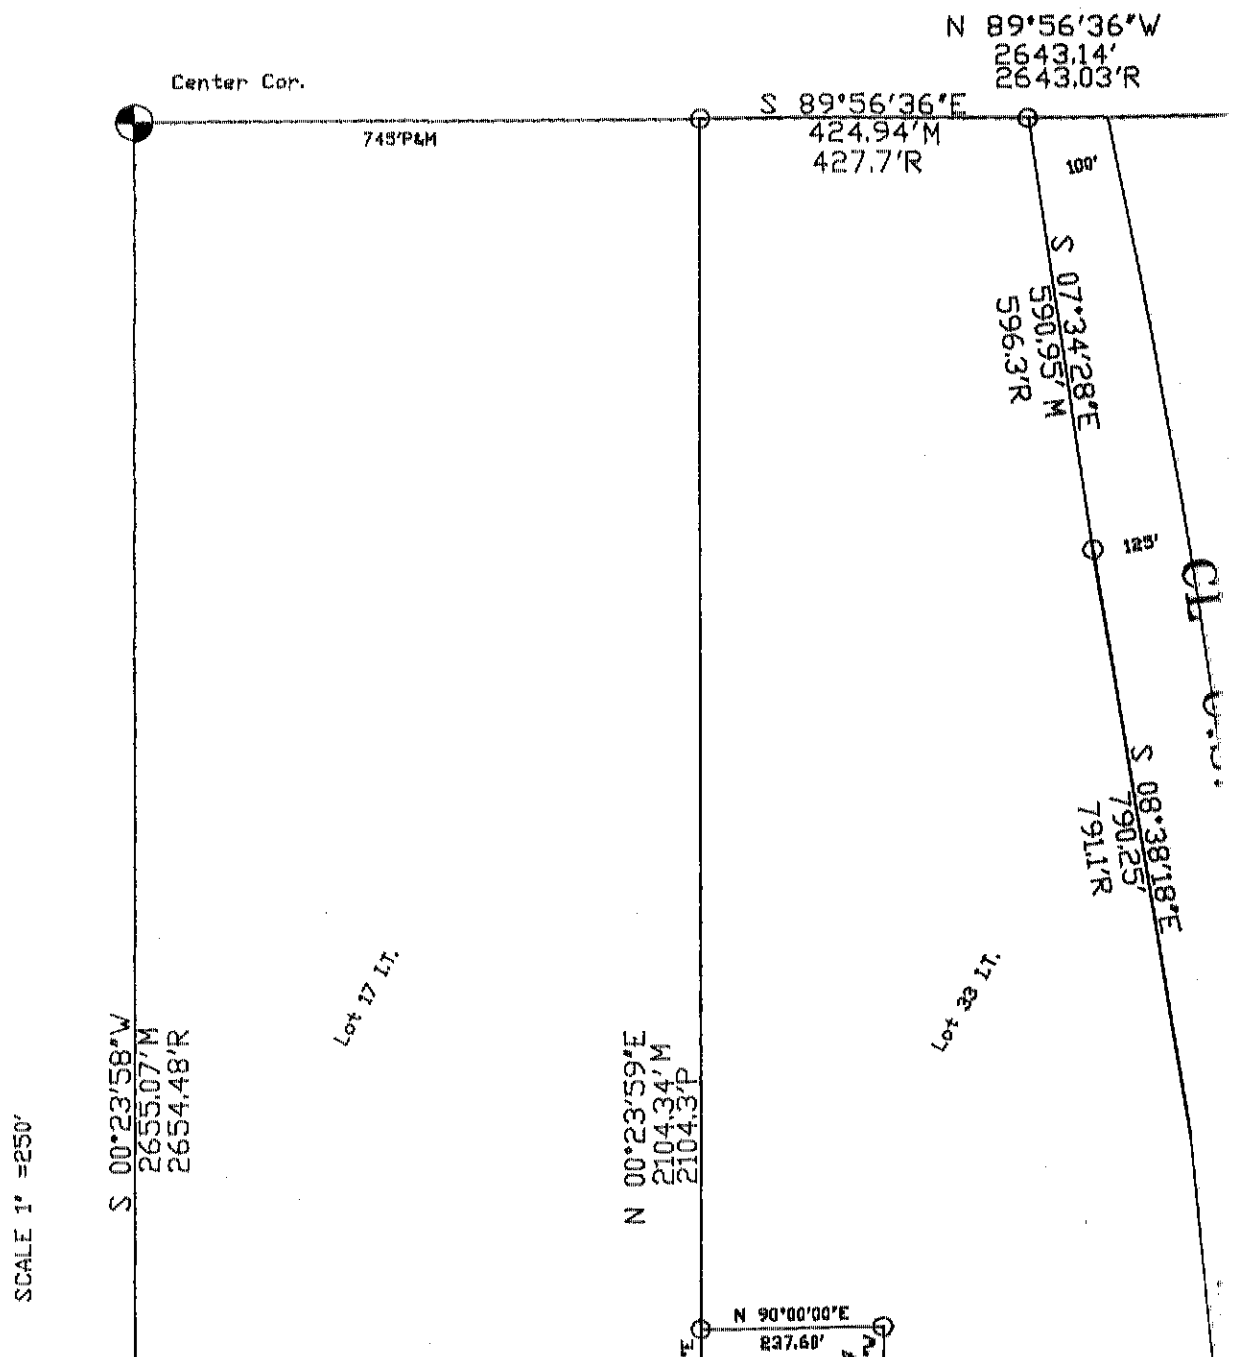 N 89°56'36"W
2643.14'
2643.03'R
Center Cor.
S 89°56'36"E
424.94'M
427.7'R
745'P&M
100'
S 07°34'28"E
590.95' M
596.3'R
125'
CL
S 08°38'18"E
790.25'
791.1'R
Lot 17 I.T.
Lot 33 I.T.
S 00°23'58"W
2655.07'M
2654.48'R
N 00°23'59"E
2104.34'M
2104.3'P
SCALE 1" =250'
N 90°00'00"E
237.60'